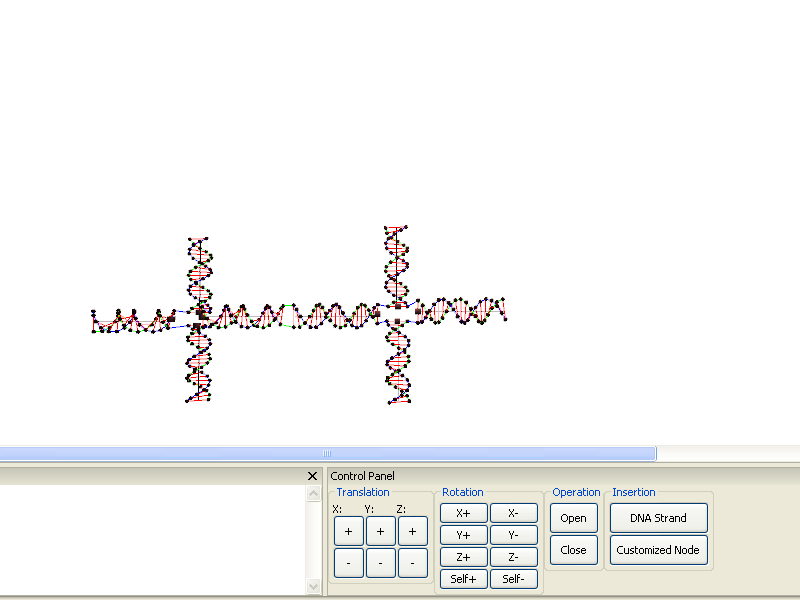 Control Panel
Translation
X: Y: Z:
+ + +
- - -
Rotation
X+ X-
Y+ Y-
Z+ Z-
Self+ Self-
Operation
Open
Close
Insertion
DNA Strand
Customized Node